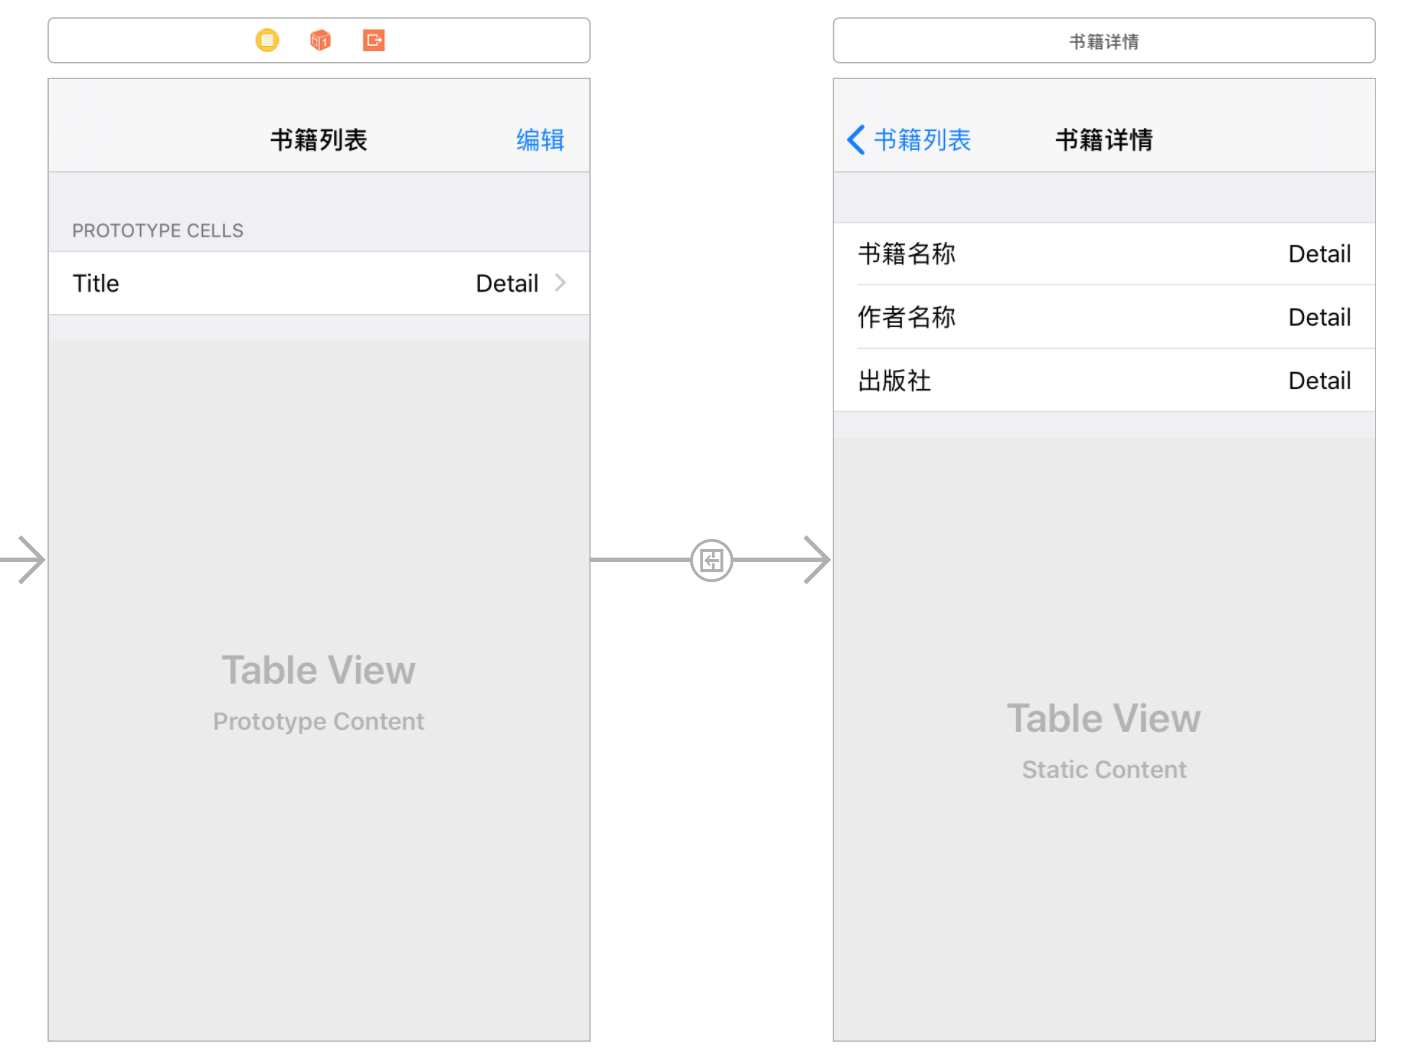 书籍列表
编辑
PROTOTYPE CELLS
Title
Detail
Table View
Prototype Content
书籍详情
书籍列表
书籍详情
书籍名称
Detail
作者名称
Detail
出版社
Detail
Table View
Static Content